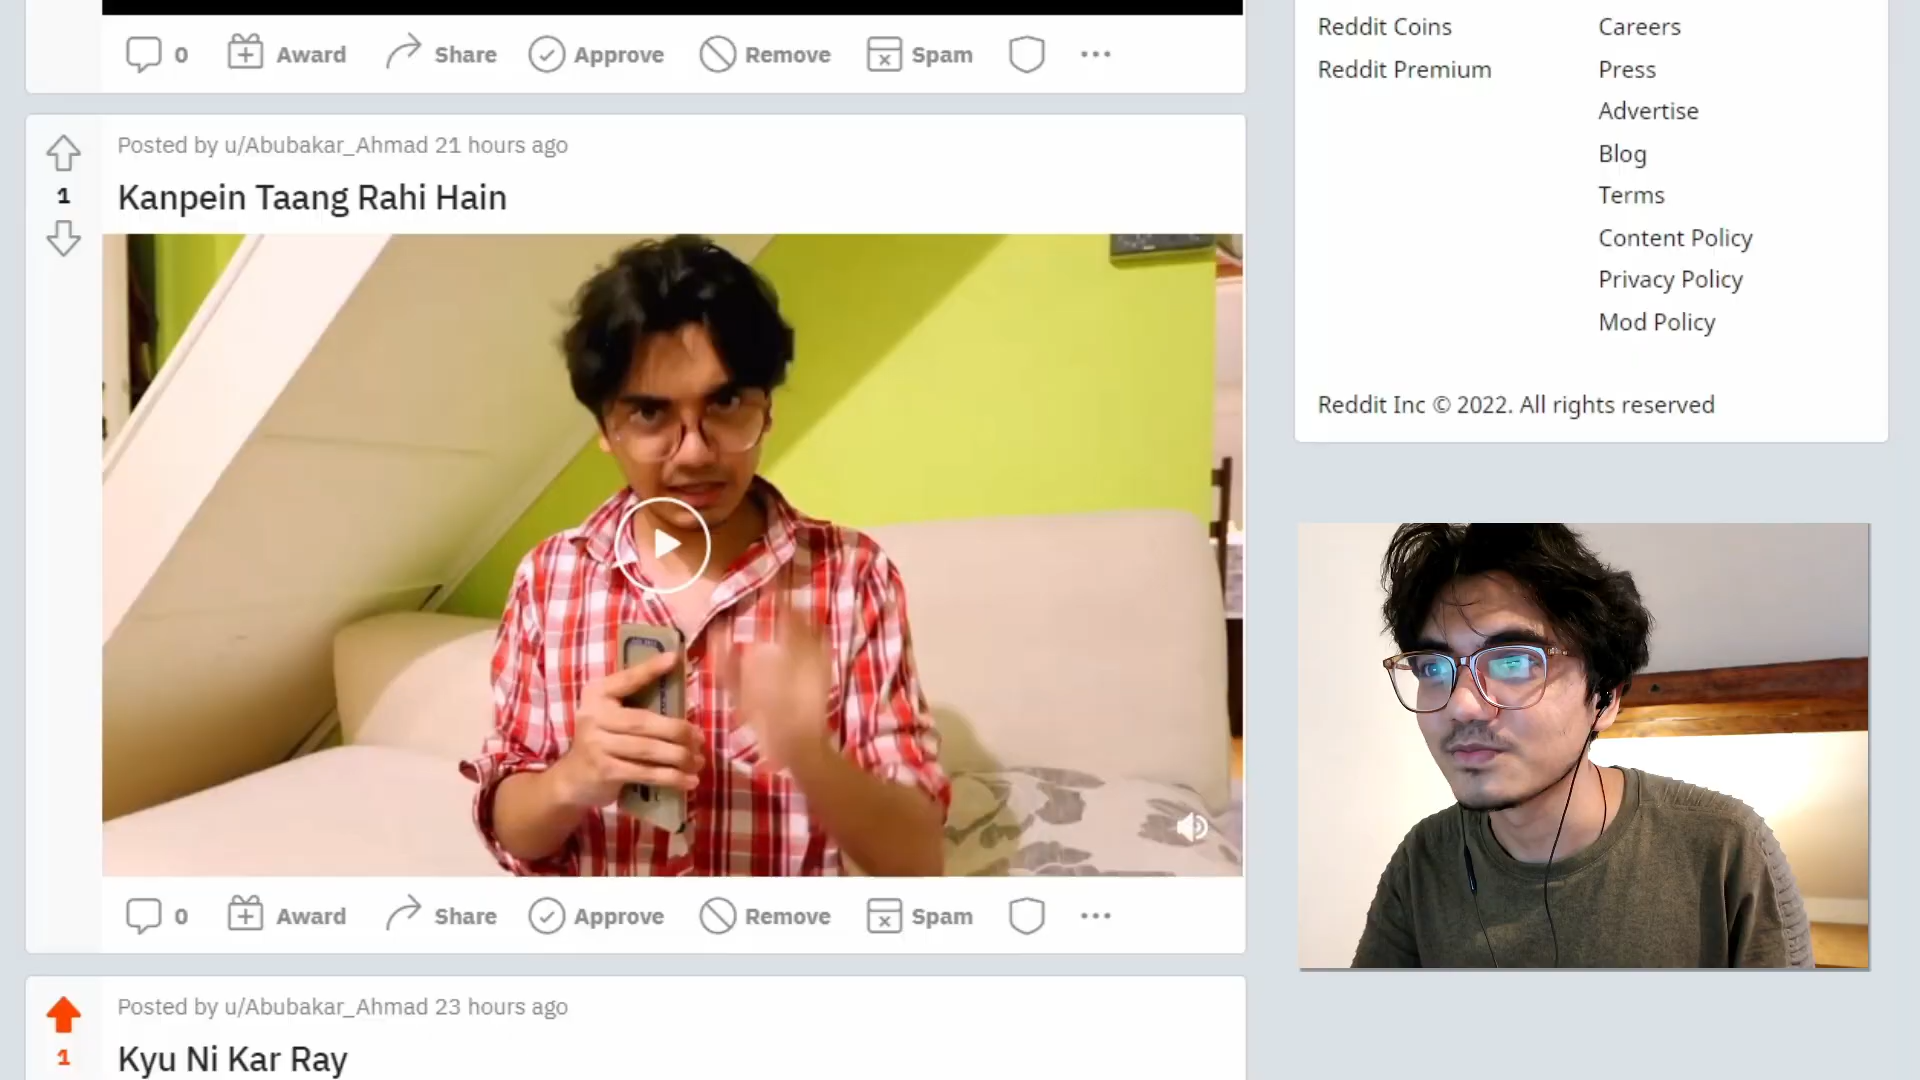 0 Award Share Approve Remove Spam
Posted by u/Abubakar_Ahmad 21 hours ago
1
Kanpein Taang Rahi Hain
0 Award Share Approve Remove Spam
Posted by u/Abubakar_Ahmad 23 hours ago
1
Kyu Ni Kar Ray
Reddit Coins
Reddit Premium
Careers
Press
Advertise
Blog
Terms
Content Policy
Privacy Policy
Mod Policy
Reddit Inc © 2022. All rights reserved